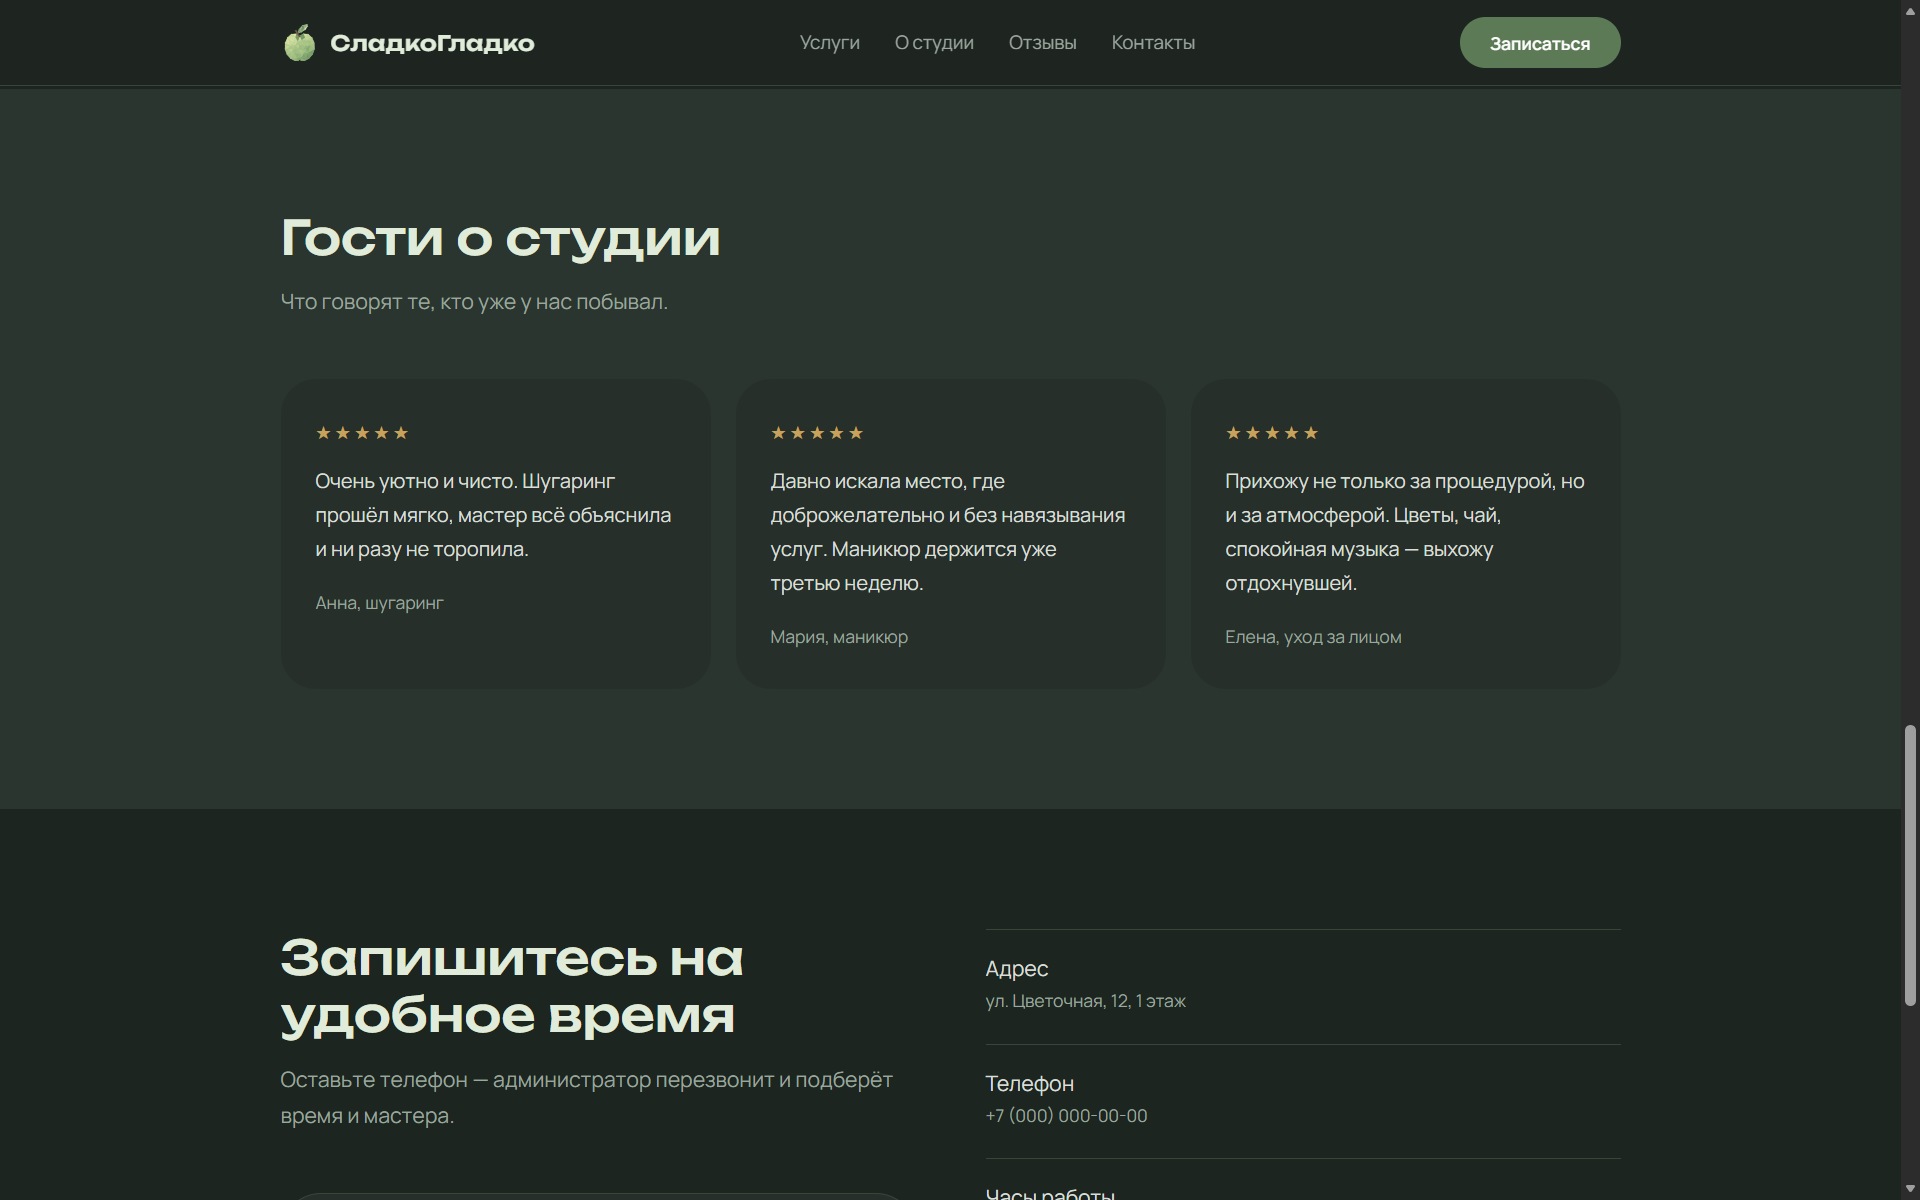 СладкоГладко
Услуги
О студии
Отзывы
Контакты
Записаться
Гости о студии
Что говорят те, кто уже у нас побывал.
★★★★★
Очень уютно и чисто. Шугаринг
прошёл мягко, мастер всё объяснила
и ни разу не торопила.
Анна, шугаринг
★★★★★
Давно искала место, где
доброжелательно и без навязывания
услуг. Маникюр держится уже
третью неделю.
Мария, маникюр
★★★★★
Прихожу не только за процедурой, но
и за атмосферой. Цветы, чай,
спокойная музыка — выхожу
отдохнувшей.
Елена, уход за лицом
Запишитесь на
удобное время
Оставьте телефон — администратор перезвонит и подберёт
время и мастера.
Адрес
ул. Цветочная, 12, 1 этаж
Телефон
+7 (000) 000-00-00
Часы работы